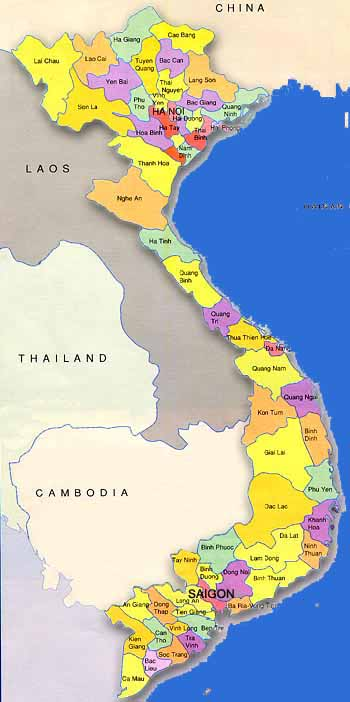 CHINA
Ha Giang
Cao Bang
Lai Chau
Lao Cai
Tuyen
Quang
Bac Can
Yen Bai
Thai
Nguyen
Lang Son
Son La
Phu
Tho
Vinh
Yen
HA NOI
Bac Giang
Quang
Ninh
Hoa Binh
Ha Tay
Hai Duong
Thai
Binh
Hai Phong
Nam
Dinh
Thanh Hoa
LAOS
Nghe An
Ha Tinh
Quang
Binh
Quang
Tri
Thua Thien Hue
Da Nang
THAILAND
Quang Nam
Quang Ngai
Kon Tum
Binh
Dinh
Giai Lai
CAMBODIA
Phu Yen
Dac Lac
Khanh
Hoa
Da Lat
Binh Phuoc
Ninh
Thuan
Tay Ninh
Lam Dong
Binh
Duong
Dong Nai
Binh Thuan
SAIGON
Ba Ria-Vung Tau
Long An
An Giang
Dong
Thap
Tien Giang
Vinh Long
Ben Tre
Kien
Giang
Can
Tho
Tra
Vinh
Soc Trang
Bac
Lieu
Ca Mau